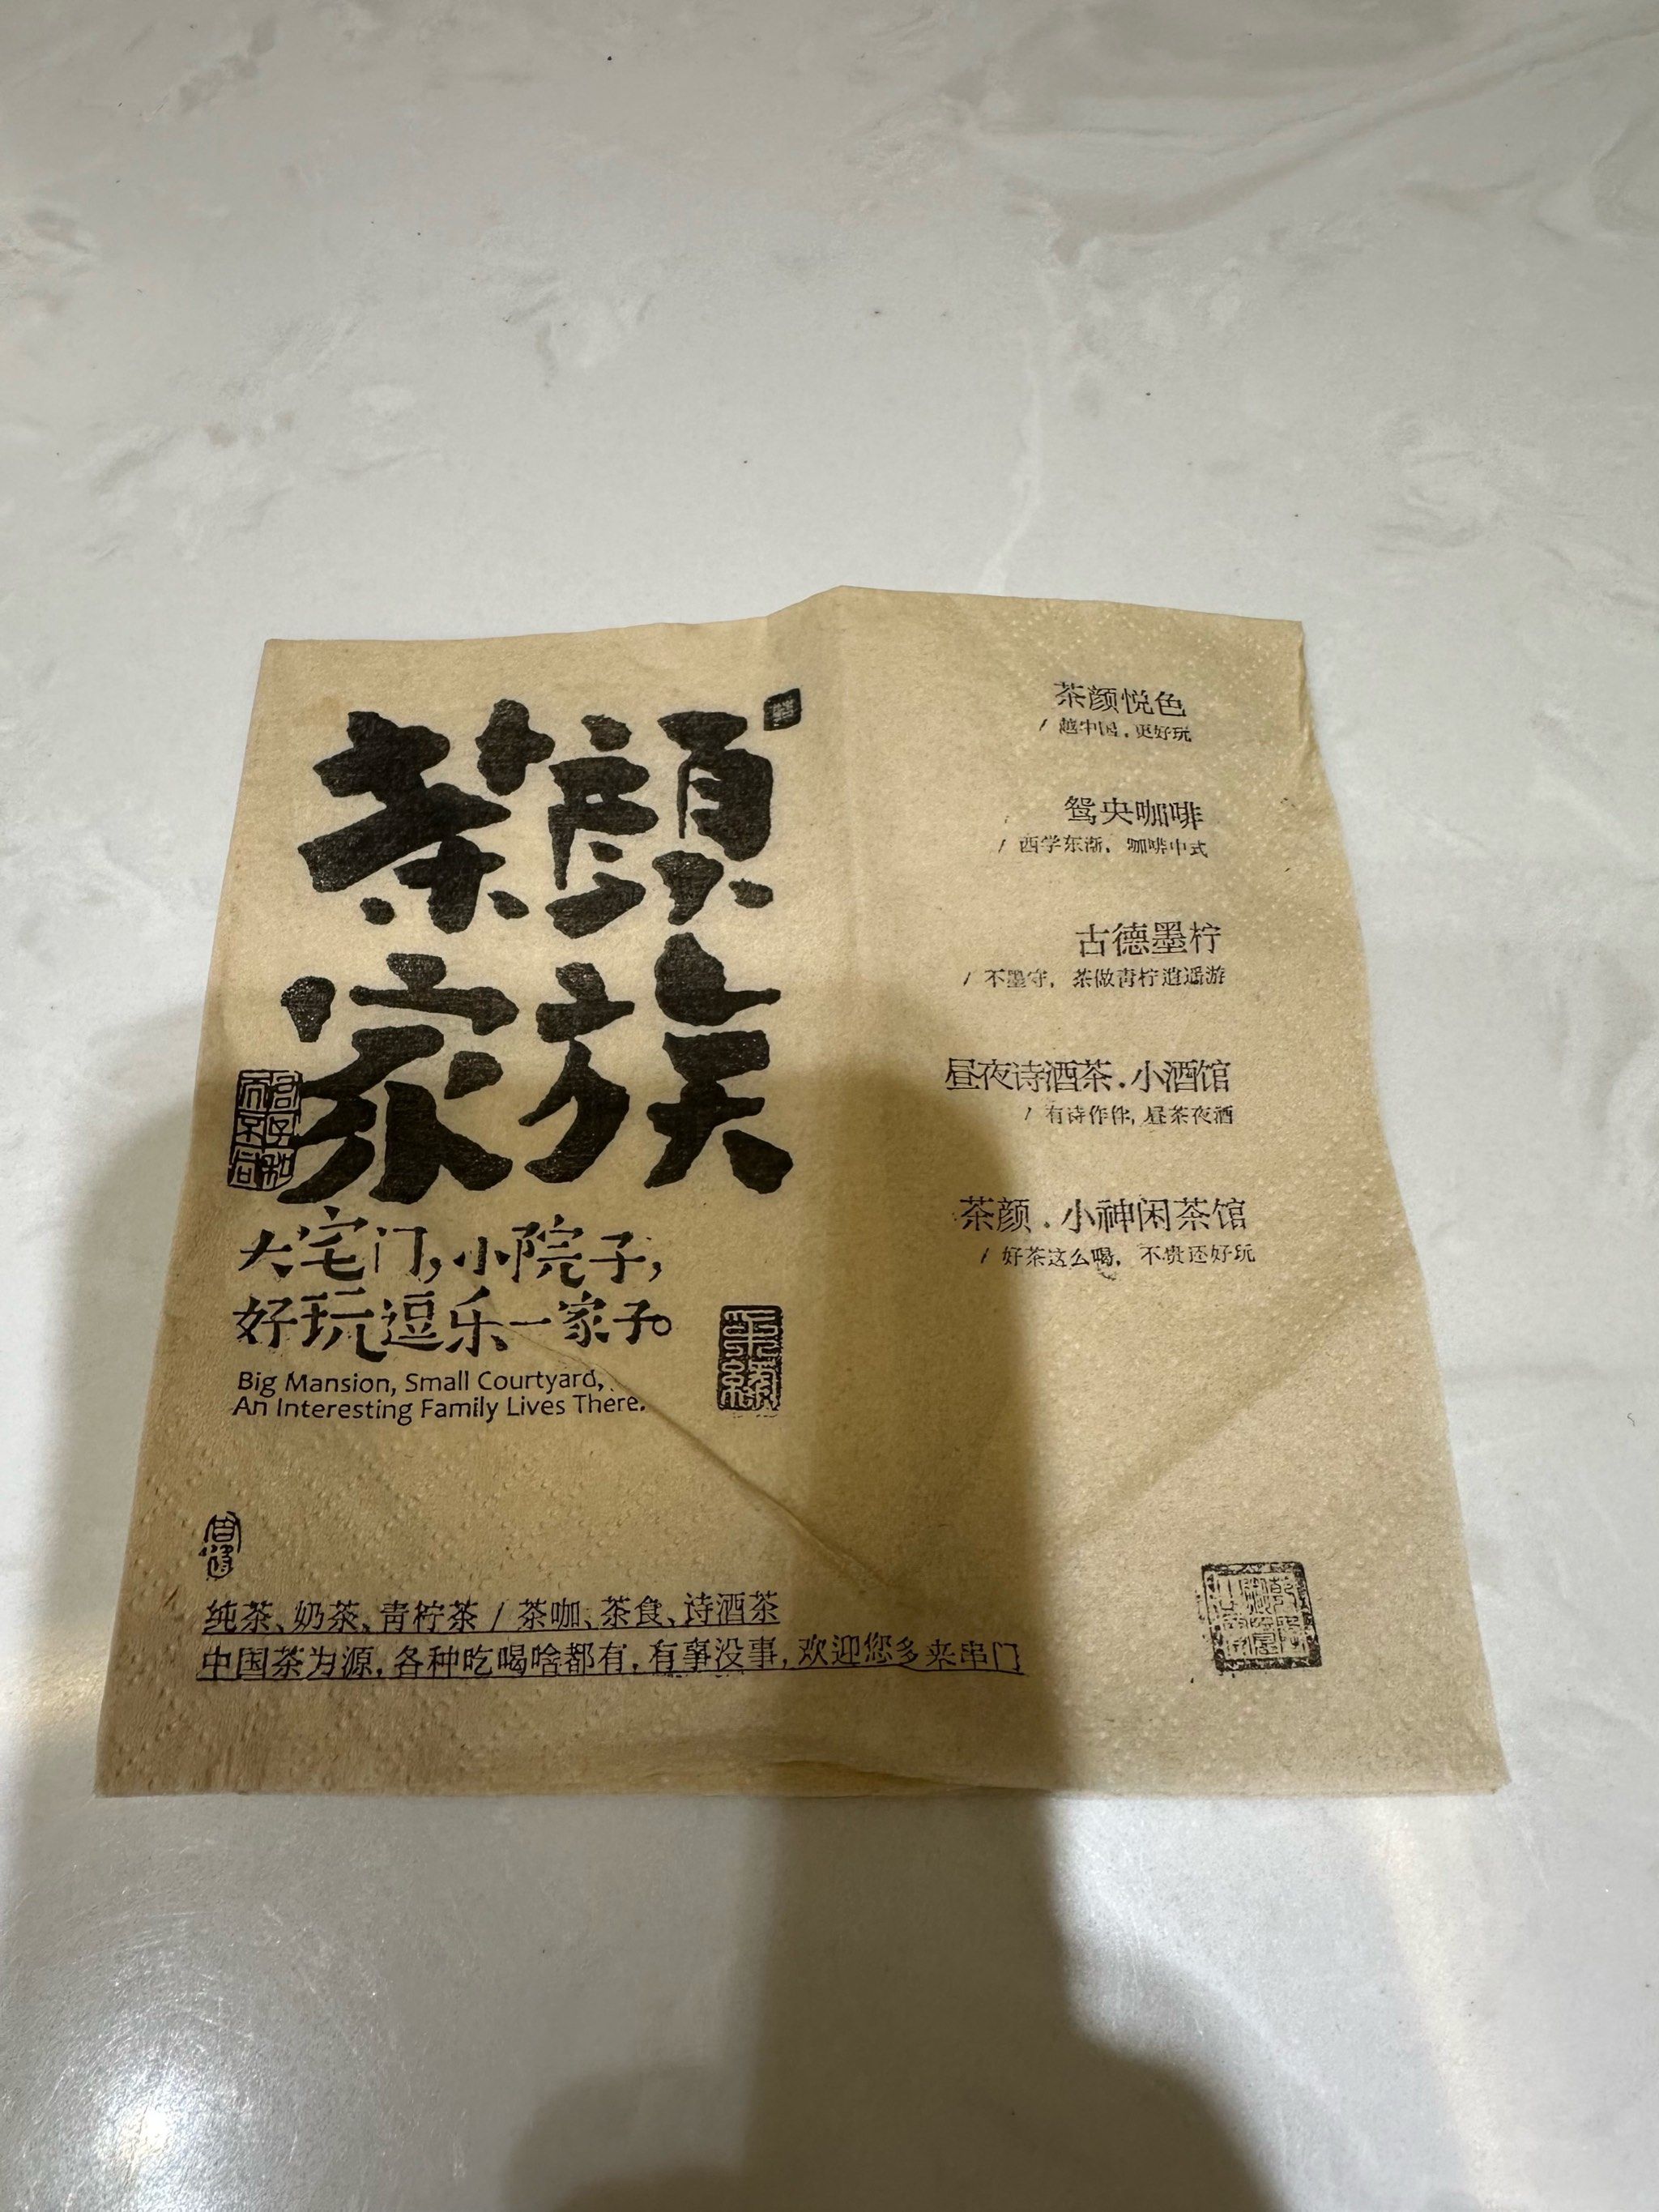 茶颜
家族
君子和而不同
大宅门,小院子,
好玩逗乐一家子。
Big Mansion, Small Courtyard,
An Interesting Family Lives There.
纯茶、奶茶、青柠茶 / 茶咖、茶食、诗酒茶
中国茶为源,各种吃喝啥都有,有事没事,欢迎您多来串门
茶颜悦色
/ 越中国,更好玩
鸳央咖啡
/ 西学东渐,咖啡中式
古德墨柠
/ 不墨守,茶做青柠逍遥游
昼夜诗酒茶.小酒馆
/ 有诗作伴,昼茶夜酒
茶颜.小神闲茶馆
/ 好茶这么喝,不贵还好玩